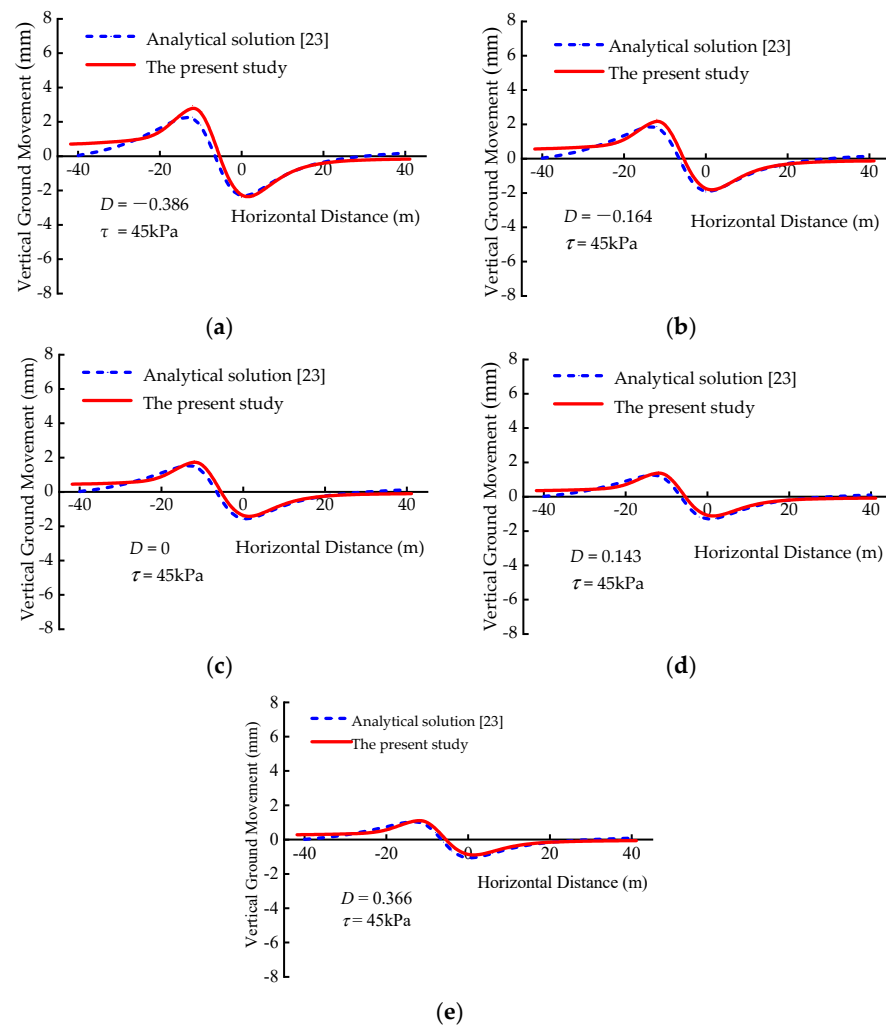 Vertical Ground Movement (mm)
8
6
4
2
0
-2
-4
-6
-8
Analytical solution [23]
The present study
-40
-20
0
20
40
D = −0.386
Horizontal Distance (m)
τ = 45kPa
(a)
Vertical Ground Movement (mm)
8
6
4
2
0
-2
-4
-6
-8
Analytical solution [23]
The present study
-40
-20
0
20
40
D = −0.164
Horizontal Distance (m)
τ = 45kPa
(b)
Vertical Ground Movement (mm)
8
6
4
2
0
-2
-4
-6
-8
Analytical solution [23]
The present study
-40
-20
0
20
40
D = 0
Horizontal Distance (m)
τ = 45kPa
(c)
Vertical Ground Movement (mm)
8
6
4
2
0
-2
-4
-6
-8
Analytical solution [23]
The present study
-40
-20
0
20
40
D = 0.143
Horizontal Distance (m)
τ = 45kPa
(d)
Vertical Ground Movement (mm)
8
6
4
2
0
-2
-4
-6
-8
Analytical solution [23]
The present study
-40
-20
0
20
40
Horizontal Distance (m)
D = 0.366
τ = 45kPa
(e)